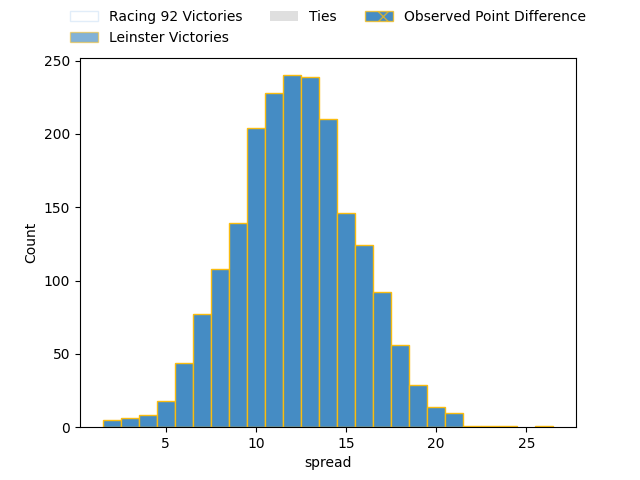 Racing 92 Victories
Ties
Observed Point Difference
Leinster Victories
250
200
150
100
50
0
Count
5
10
15
20
25
spread